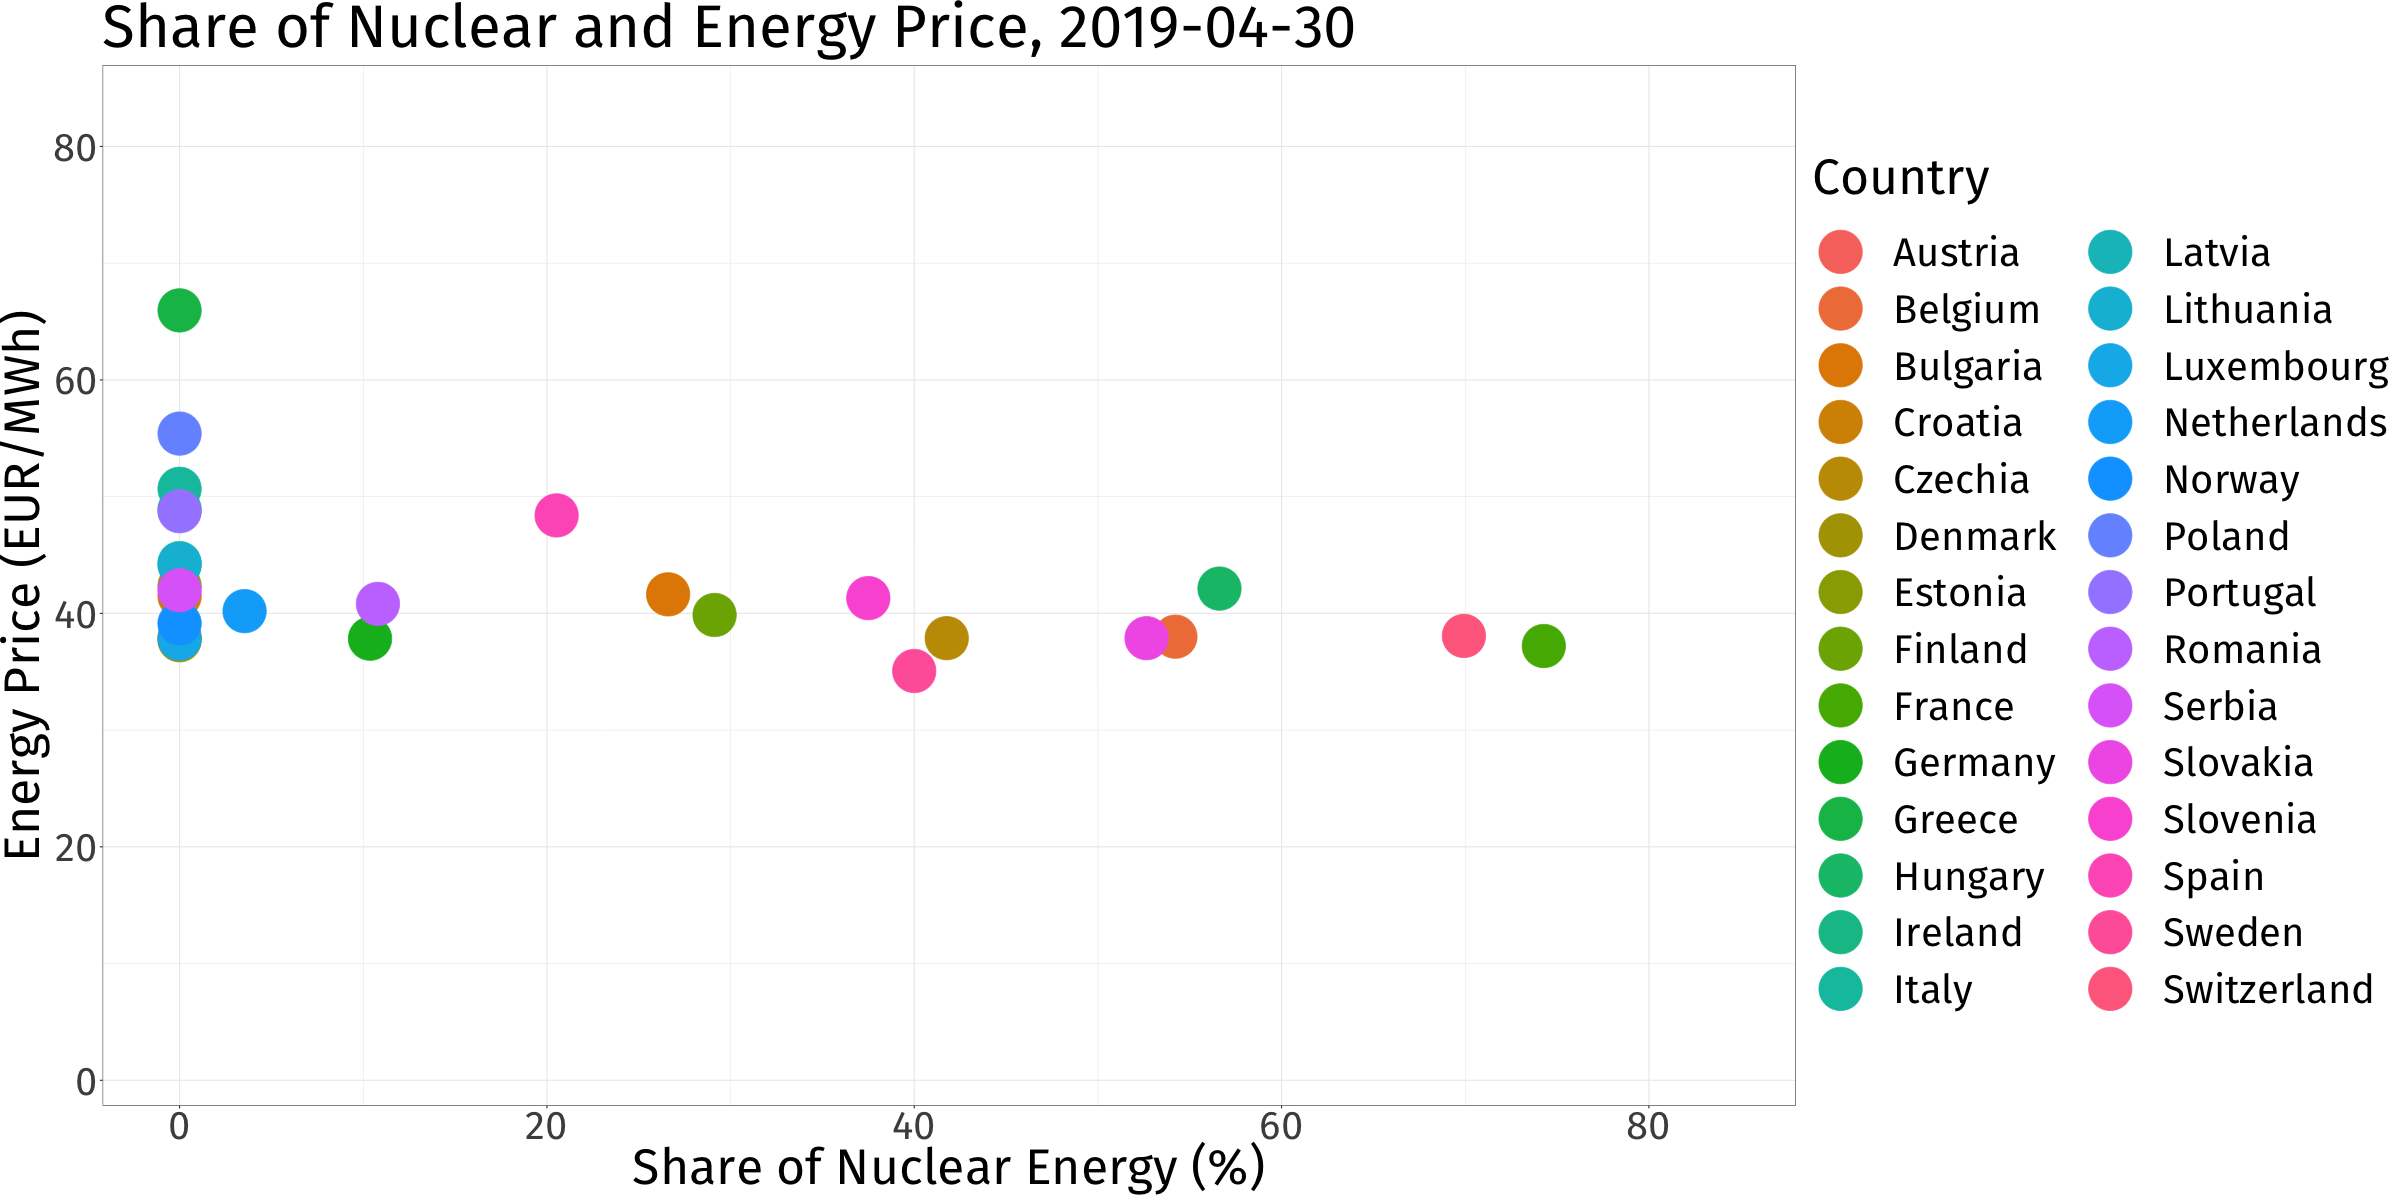 Share of Nuclear and Energy Price, 2019-04-30
Energy Price (EUR/MWh)
80
60
40
20
0
0 20 40 60 80
Share of Nuclear Energy (%)
Country
Austria
Belgium
Bulgaria
Croatia
Czechia
Denmark
Estonia
Finland
France
Germany
Greece
Hungary
Ireland
Italy
Latvia
Lithuania
Luxembourg
Netherlands
Norway
Poland
Portugal
Romania
Serbia
Slovakia
Slovenia
Spain
Sweden
Switzerland